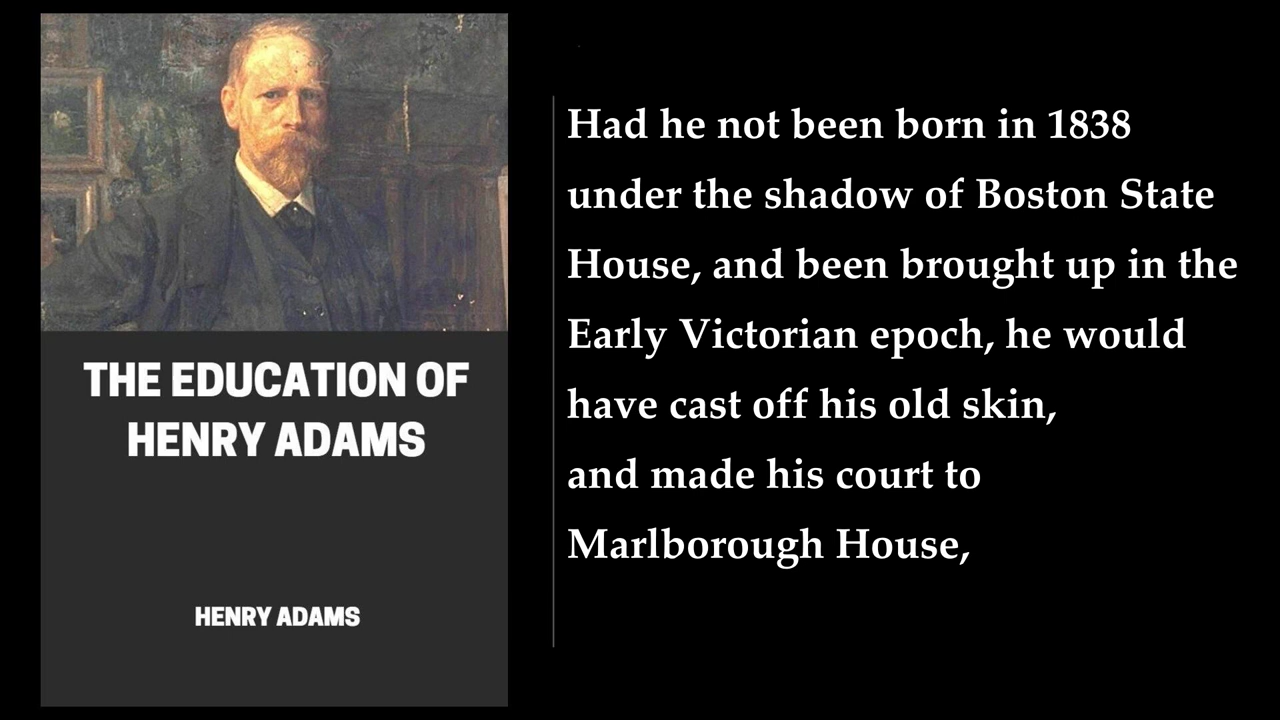 THE EDUCATION OF
HENRY ADAMS
HENRY ADAMS
Had he not been born in 1838
under the shadow of Boston State
House, and been brought up in the
Early Victorian epoch, he would
have cast off his old skin,
and made his court to
Marlborough House,